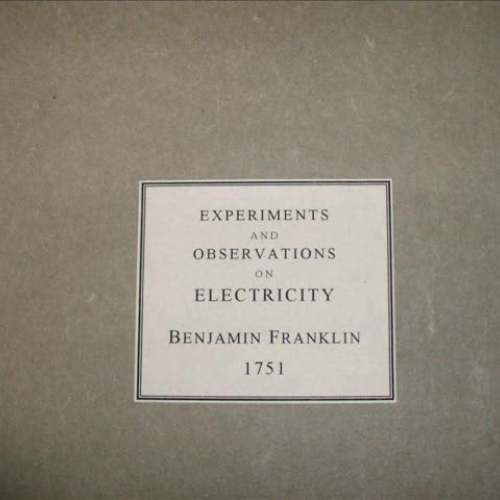 EXPERIMENTS
AND
OBSERVATIONS
ON
ELECTRICITY
BENJAMIN FRANKLIN
1751